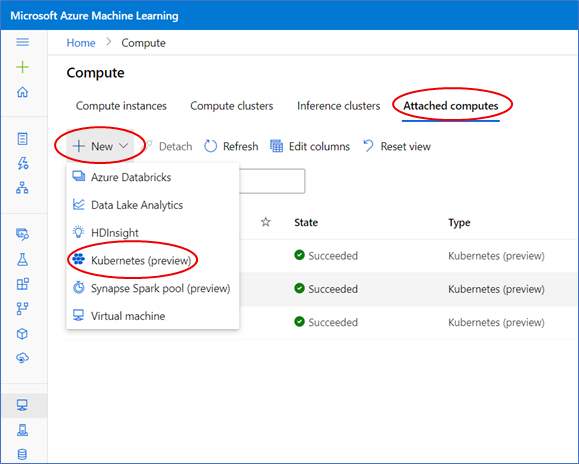 Microsoft Azure Machine Learning
Home > Compute
Compute
Compute instances Compute clusters Inference clusters Attached computes
New Detach Refresh Edit columns Reset view
Azure Databricks
Data Lake Analytics
State Type
HDInsight
Succeeded Kubernetes (preview)
Kubernetes (preview)
Synapse Spark pool (preview)
Succeeded Kubernetes (preview)
Virtual machine
Succeeded Kubernetes (preview)